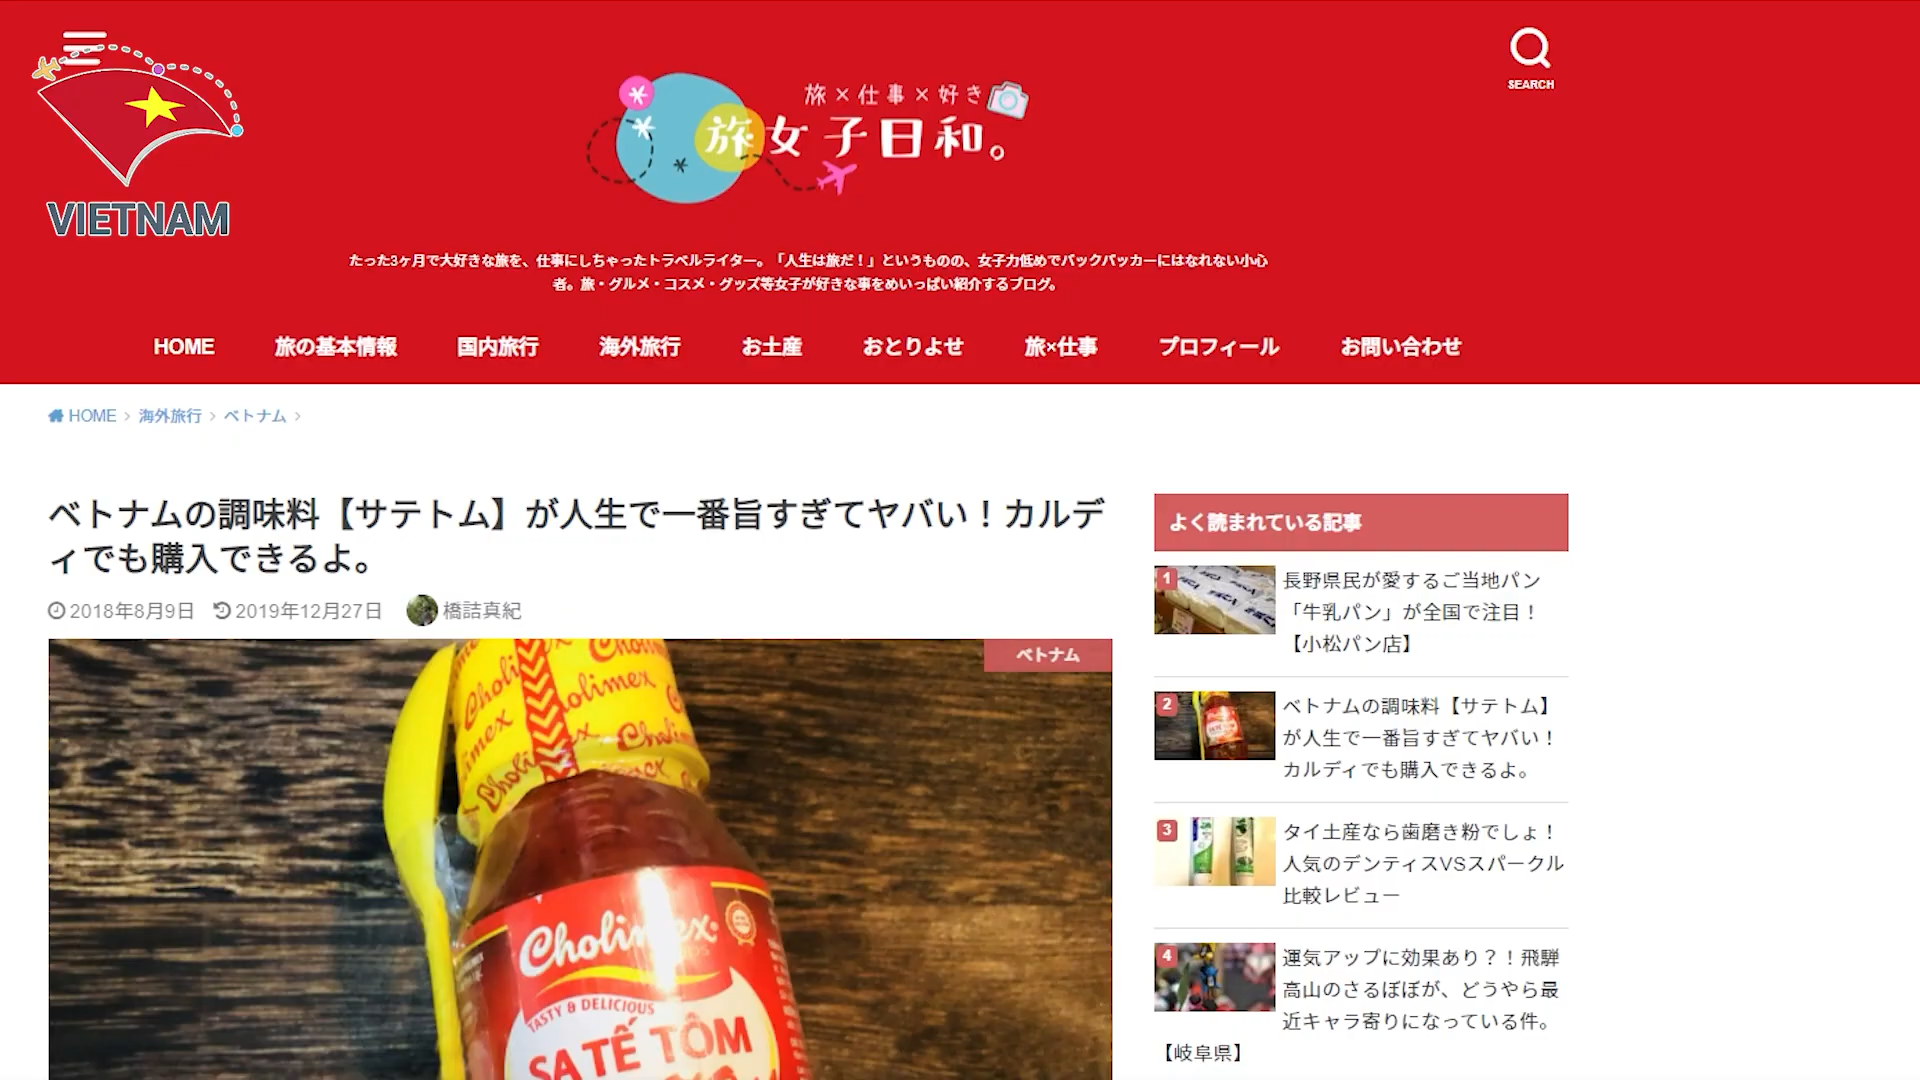 SEARCH
旅×仕事×好き
旅女子日和。
VIETNAM
たった3ヶ月で大好きな旅を、仕事にしちゃったトラベルライター。「人生は旅だ！」というものの、女子力低めでバックパッカーにはなれない小心
者。旅・グルメ・コスメ・グッズ等女子が好きな事をめいっぱい紹介するブログ。
HOME 旅の基本情報 国内旅行 海外旅行 お土産 おとりよせ 旅×仕事 プロフィール お問い合わせ
HOME 海外旅行 ベトナム
ベトナムの調味料【サテトム】が人生で一番旨すぎてヤバい！カルデ
ィでも購入できるよ。
2018年8月9日 2019年12月27日 橋詰真紀
ベトナム
Cholimex
TASTY & DELICIOUS
SA TẾ TÔM
よく読まれている記事
1
長野県民が愛するご当地パン
「牛乳パン」が全国で注目！
【小松パン店】
2
ベトナムの調味料【サテトム】
が人生で一番旨すぎてヤバい！
カルディでも購入できるよ。
3
タイ土産なら歯磨き粉でしょ！
人気のデンティスVSスパークル
比較レビュー
4
運気アップに効果あり？！飛騨
高山のさるぼぼが、どうやら最
近キャラ寄りになっている件。
【岐阜県】